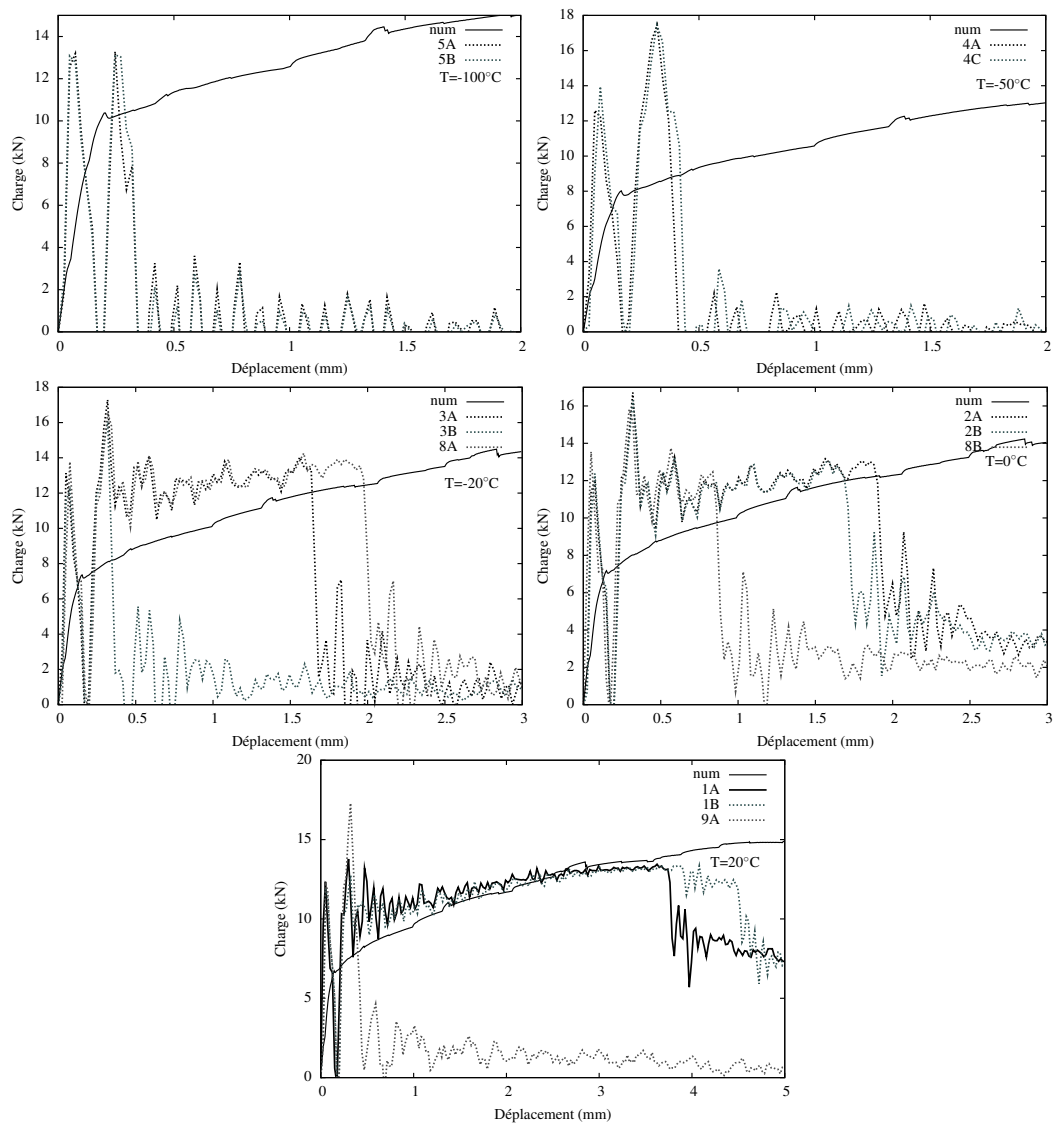 14
12
10
8
6
4
2
0
0
0.5
1
1.5
2
Charge (kN)
Déplacement (mm)
num
5A
5B
T=-100°C
18
16
14
12
10
8
6
4
2
0
0
0.5
1
1.5
2
Charge (kN)
Déplacement (mm)
num
4A
4C
T=-50°C
18
16
14
12
10
8
6
4
2
0
0
0.5
1
1.5
2
2.5
3
Charge (kN)
Déplacement (mm)
num
3A
3B
8A
T=-20°C
16
14
12
10
8
6
4
2
0
0
0.5
1
1.5
2
2.5
3
Charge (kN)
Déplacement (mm)
num
2A
2B
8B
T=0°C
20
15
10
5
0
0
1
2
3
4
5
Charge (kN)
Déplacement (mm)
num
1A
1B
9A
T=20°C